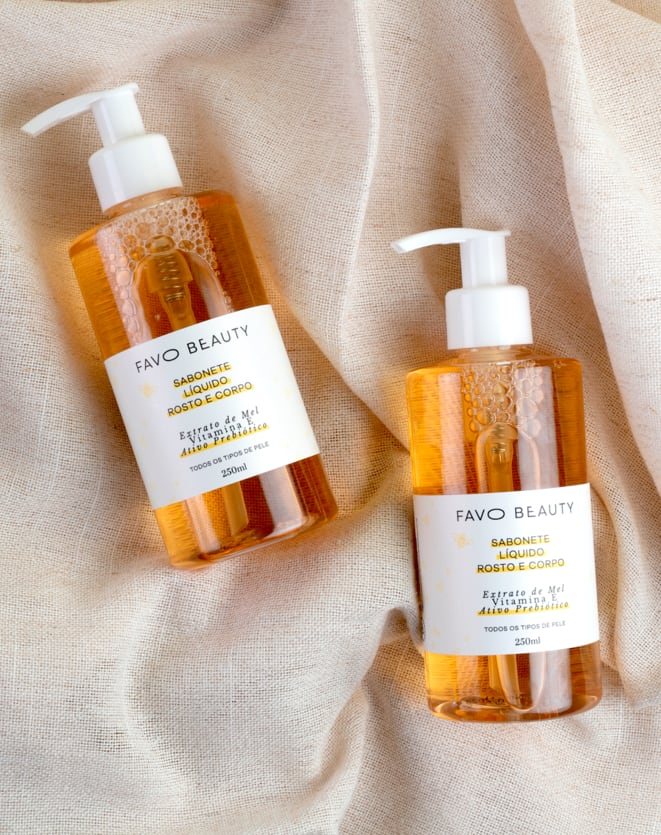 FAVO BEAUTY
SABONETE
LÍQUIDO
ROSTO E CORPO
Extrato de Mel
Vitamina E
Ativo Prebiótico
TODOS OS TIPOS DE PELE
250ml
FAVO BEAUTY
SABONETE
LÍQUIDO
ROSTO E CORPO
Extrato de Mel
Vitamina E
Ativo Prebiótico
TODOS OS TIPOS DE PELE
250ml